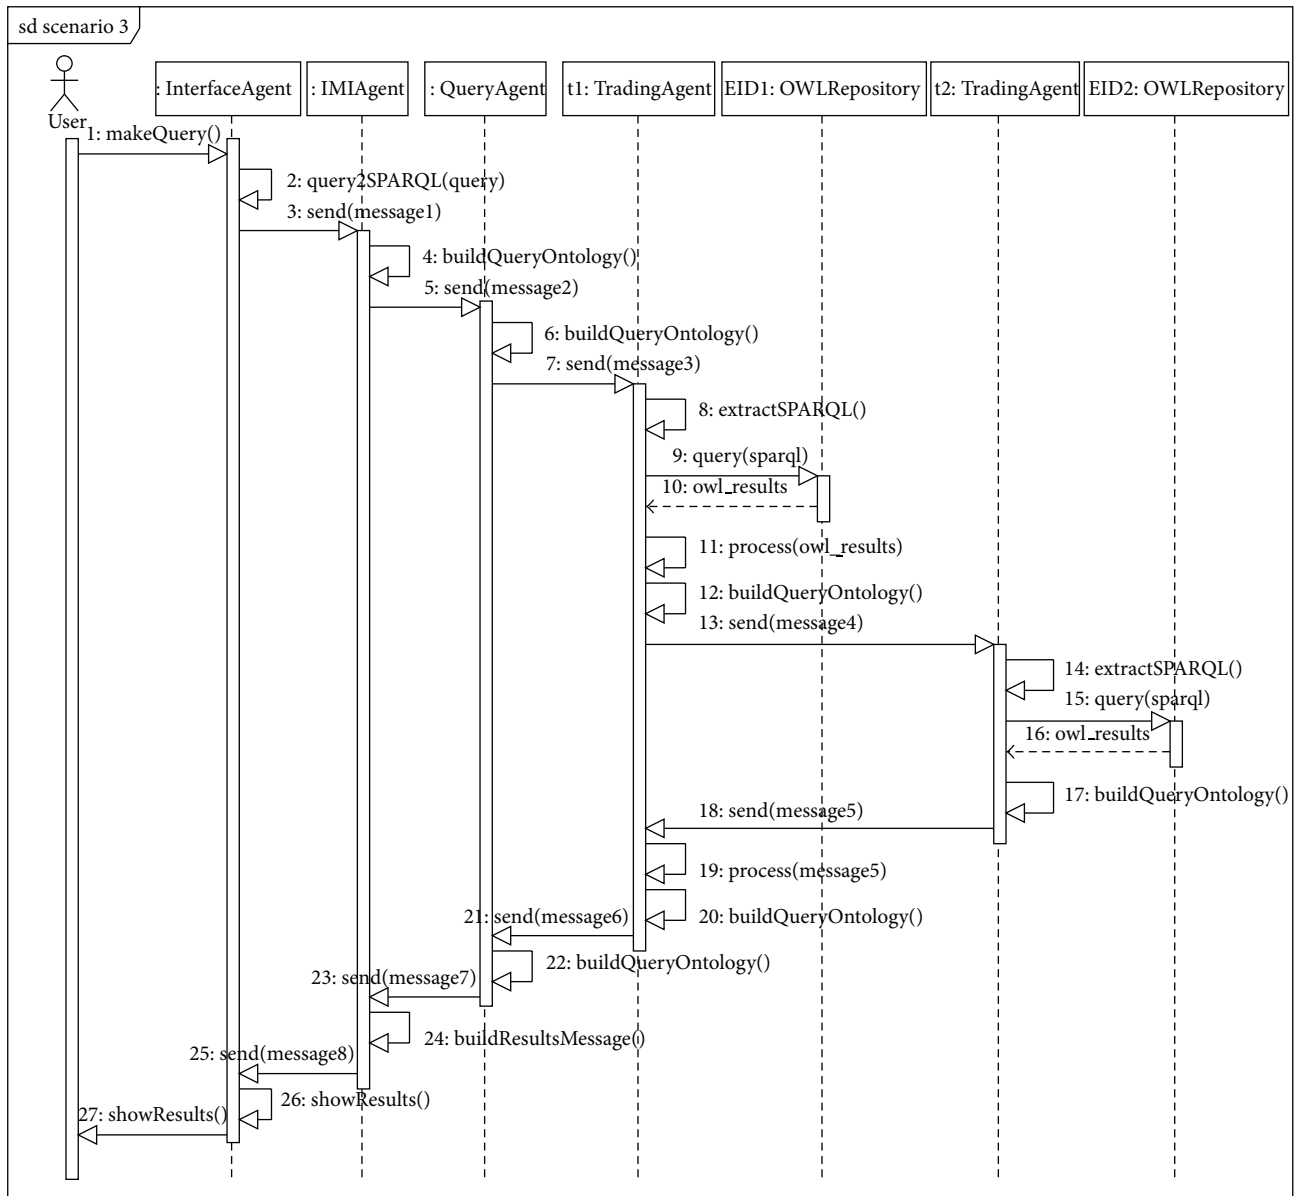 sd scenario 3
User
: InterfaceAgent
: IMIAgent
: QueryAgent
t1: TradingAgent
EID1: OWLRepository
t2: TradingAgent
EID2: OWLRepository
1: makeQuery()
2: query2SPARQL(query)
3: send(message1)
4: buildQueryOntology()
5: send(message2)
6: buildQueryOntology()
7: send(message3)
8: extractSPARQL()
9: query(sparql)
10: owl_results
11: process(owl_results)
12: buildQueryOntology()
13: send(message4)
14: extractSPARQL()
15: query(sparql)
16: owl_results
17: buildQueryOntology()
18: send(message5)
19: process(message5)
20: buildQueryOntology()
21: send(message6)
22: buildQueryOntology()
23: send(message7)
24: buildResultsMessage()
25: send(message8)
26: showResults()
27: showResults()